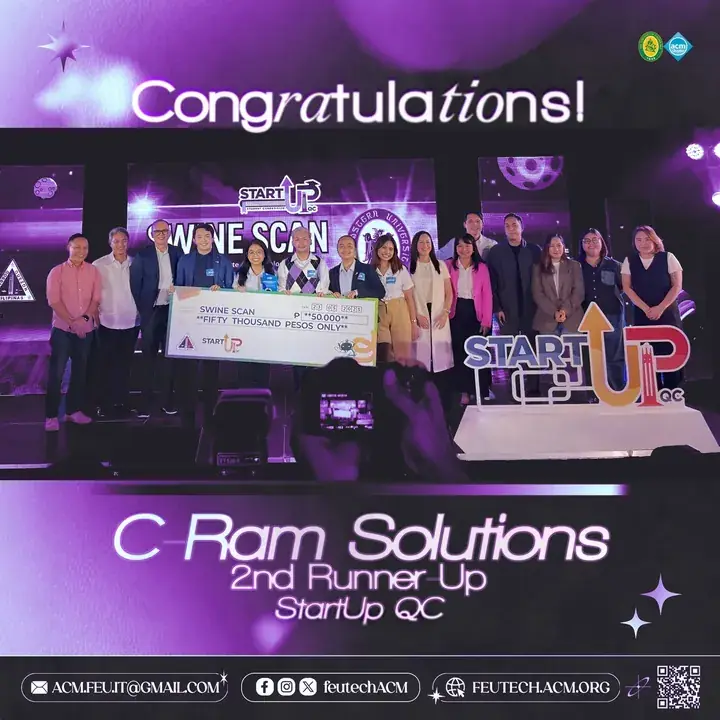 acm
Congratulations!
START UP QC
SWINE SCAN
SWINE SCAN
P **50.000**
**FIFTY THOUSAND PESOS ONLY**
START UP
START UP QC
C-Ram Solutions
2nd Runner-Up
StartUp QC
ACM.FEU.IT@GMAIL.COM
feutechACM
FEUTECH.ACM.ORG